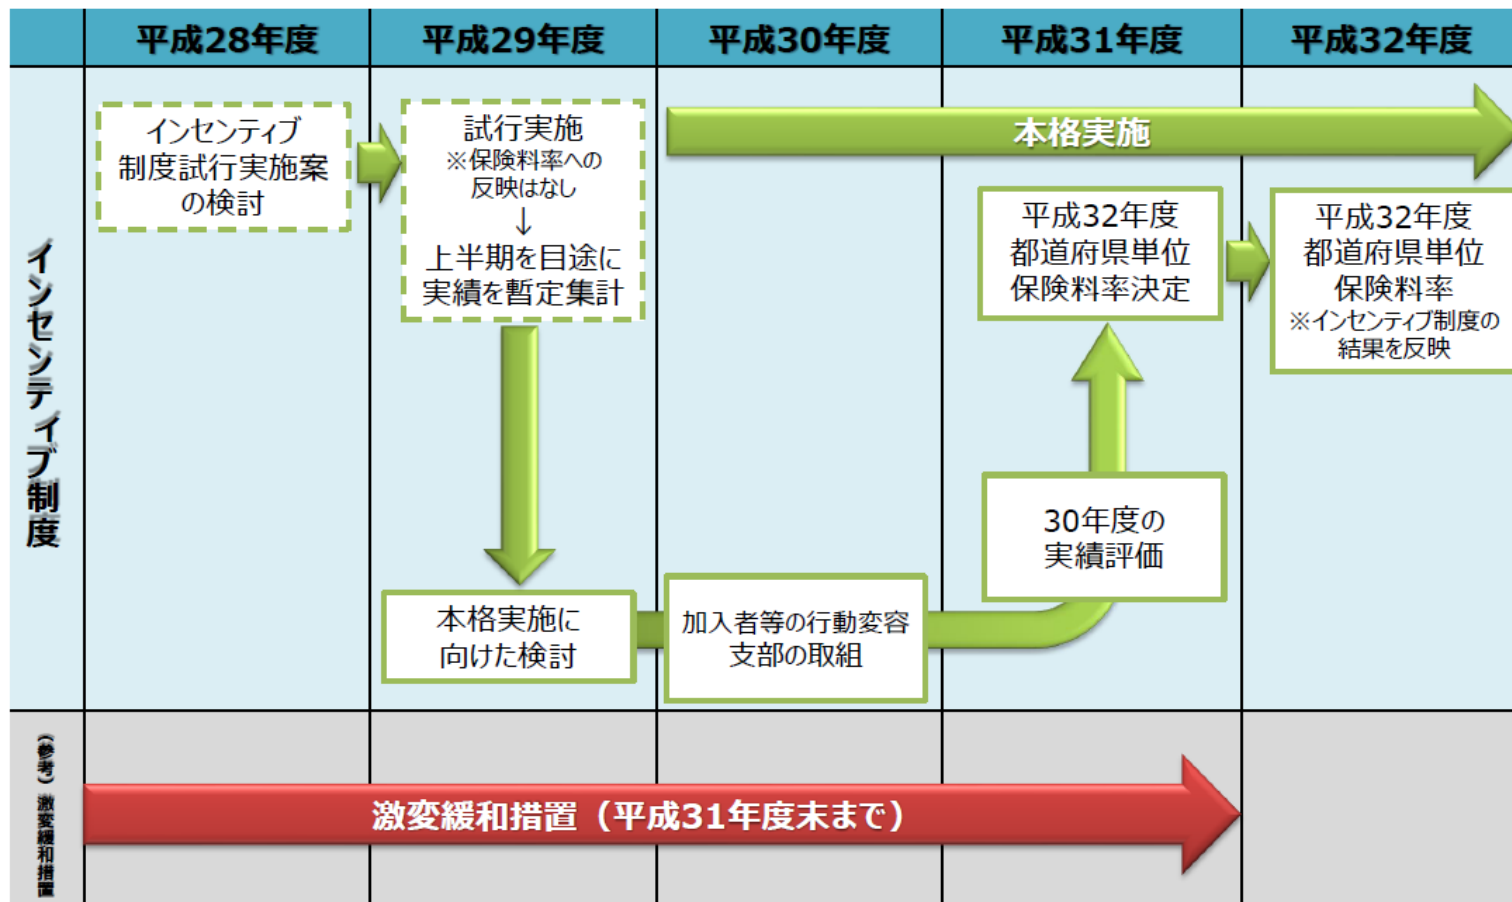 平成28年度
平成29年度
平成30年度
平成31年度
平成32年度
インセンティブ制度
インセンティブ
制度試行実施案
の検討
試行実施
※保険料率への
反映はなし
↓
上半期を目途に
実績を暫定集計
本格実施に
向けた検討
本格実施
加入者等の行動変容
支部の取組
30年度の
実績評価
平成32年度
都道府県単位
保険料率決定
平成32年度
都道府県単位
保険料率
※インセンティブ制度の
結果を反映
（参考）激変緩和措置
激変緩和措置（平成31年度末まで）